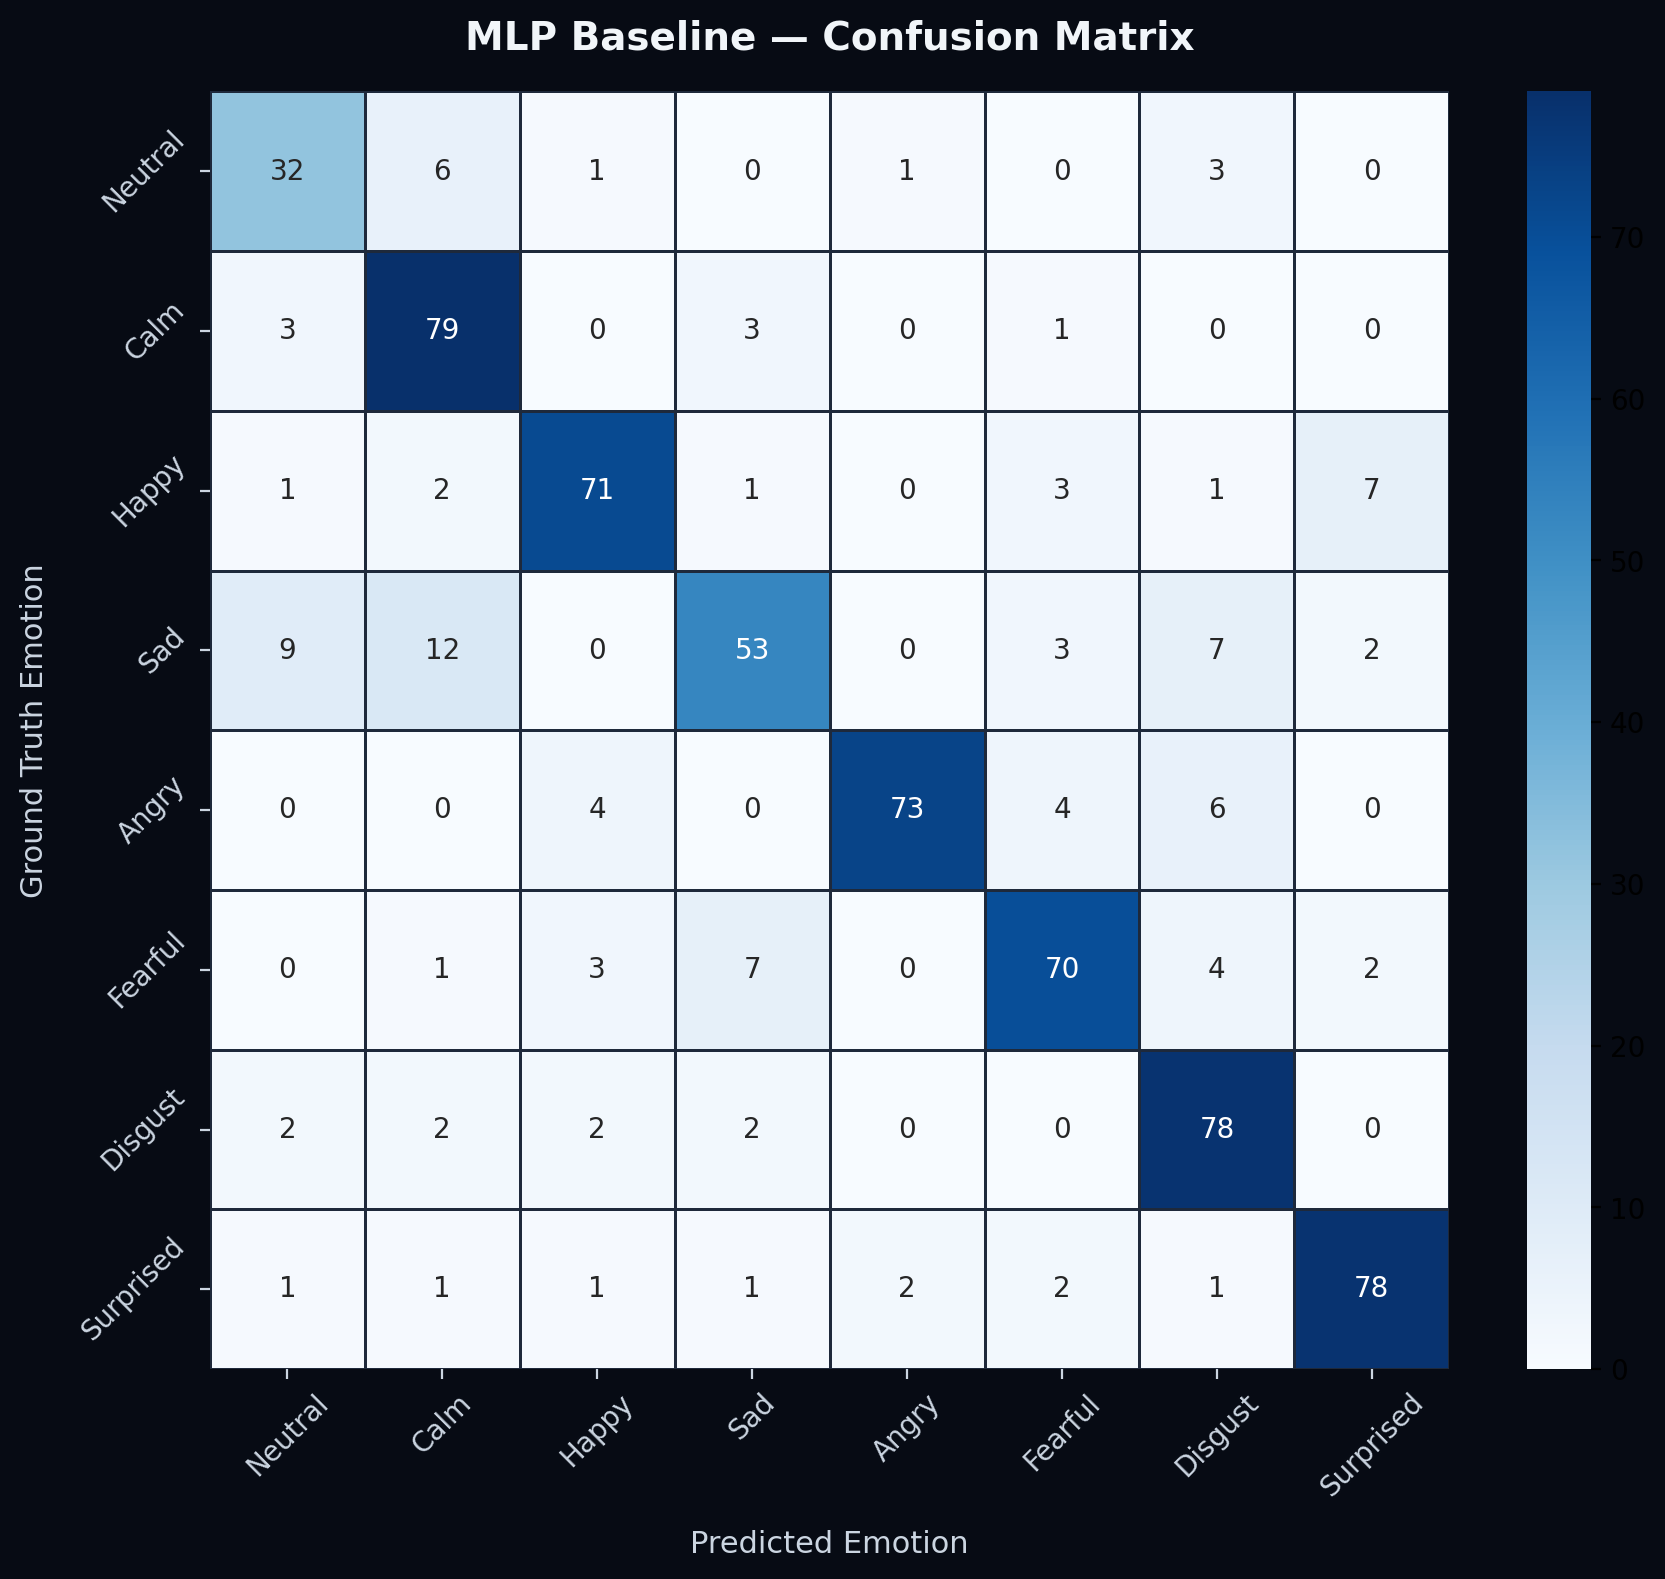 MLP Baseline — Confusion Matrix
Neutral 32 6 1 0 1 0 3 0
Calm 3 79 0 3 0 1 0 0
Happy 1 2 71 1 0 3 1 7
Sad 9 12 0 53 0 3 7 2
Angry 0 0 4 0 73 4 6 0
Fearful 0 1 3 7 0 70 4 2
Disgust 2 2 2 2 0 0 78 0
Surprised 1 1 1 1 2 2 1 78
Neutral Calm Happy Sad Angry Fearful Disgust Surprised
Predicted Emotion
Ground Truth Emotion
70
60
50
40
30
20
10
0